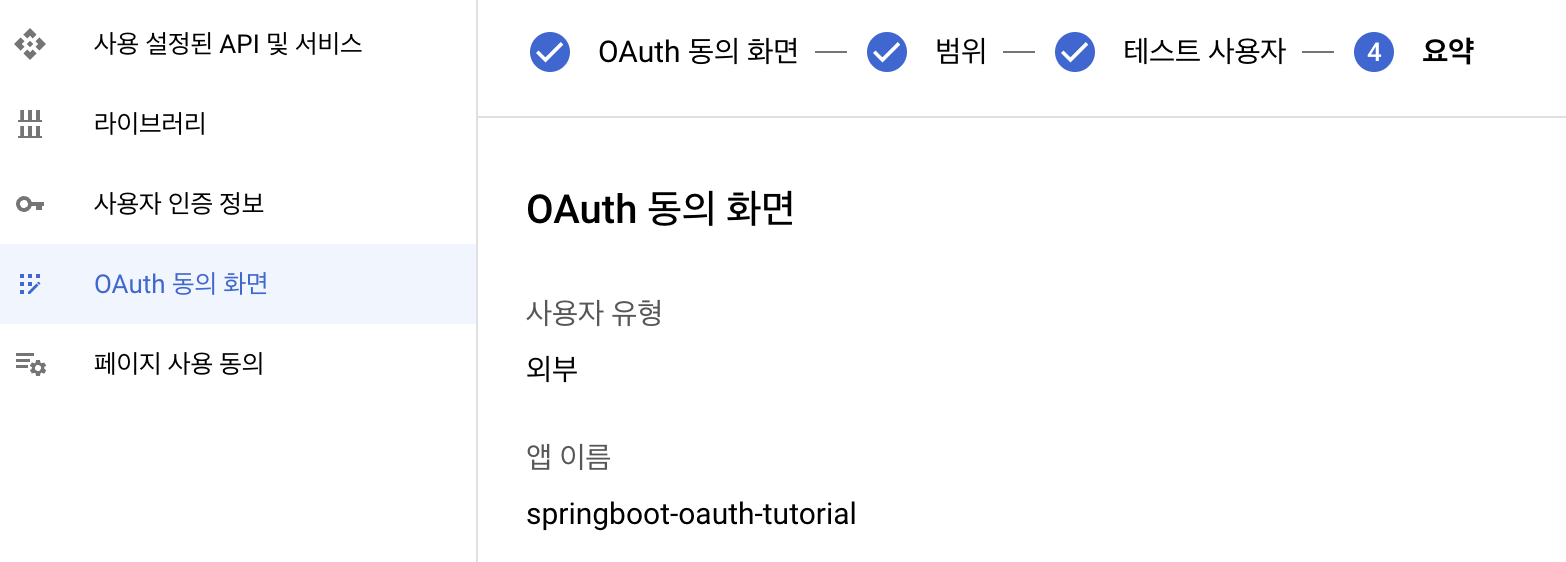 사용 설정된 API 및 서비스
라이브러리
사용자 인증 정보
OAuth 동의 화면
페이지 사용 동의
OAuth 동의 화면 — 범위 — 테스트 사용자 — 4 요약
OAuth 동의 화면
사용자 유형
외부
앱 이름
springboot-oauth-tutorial